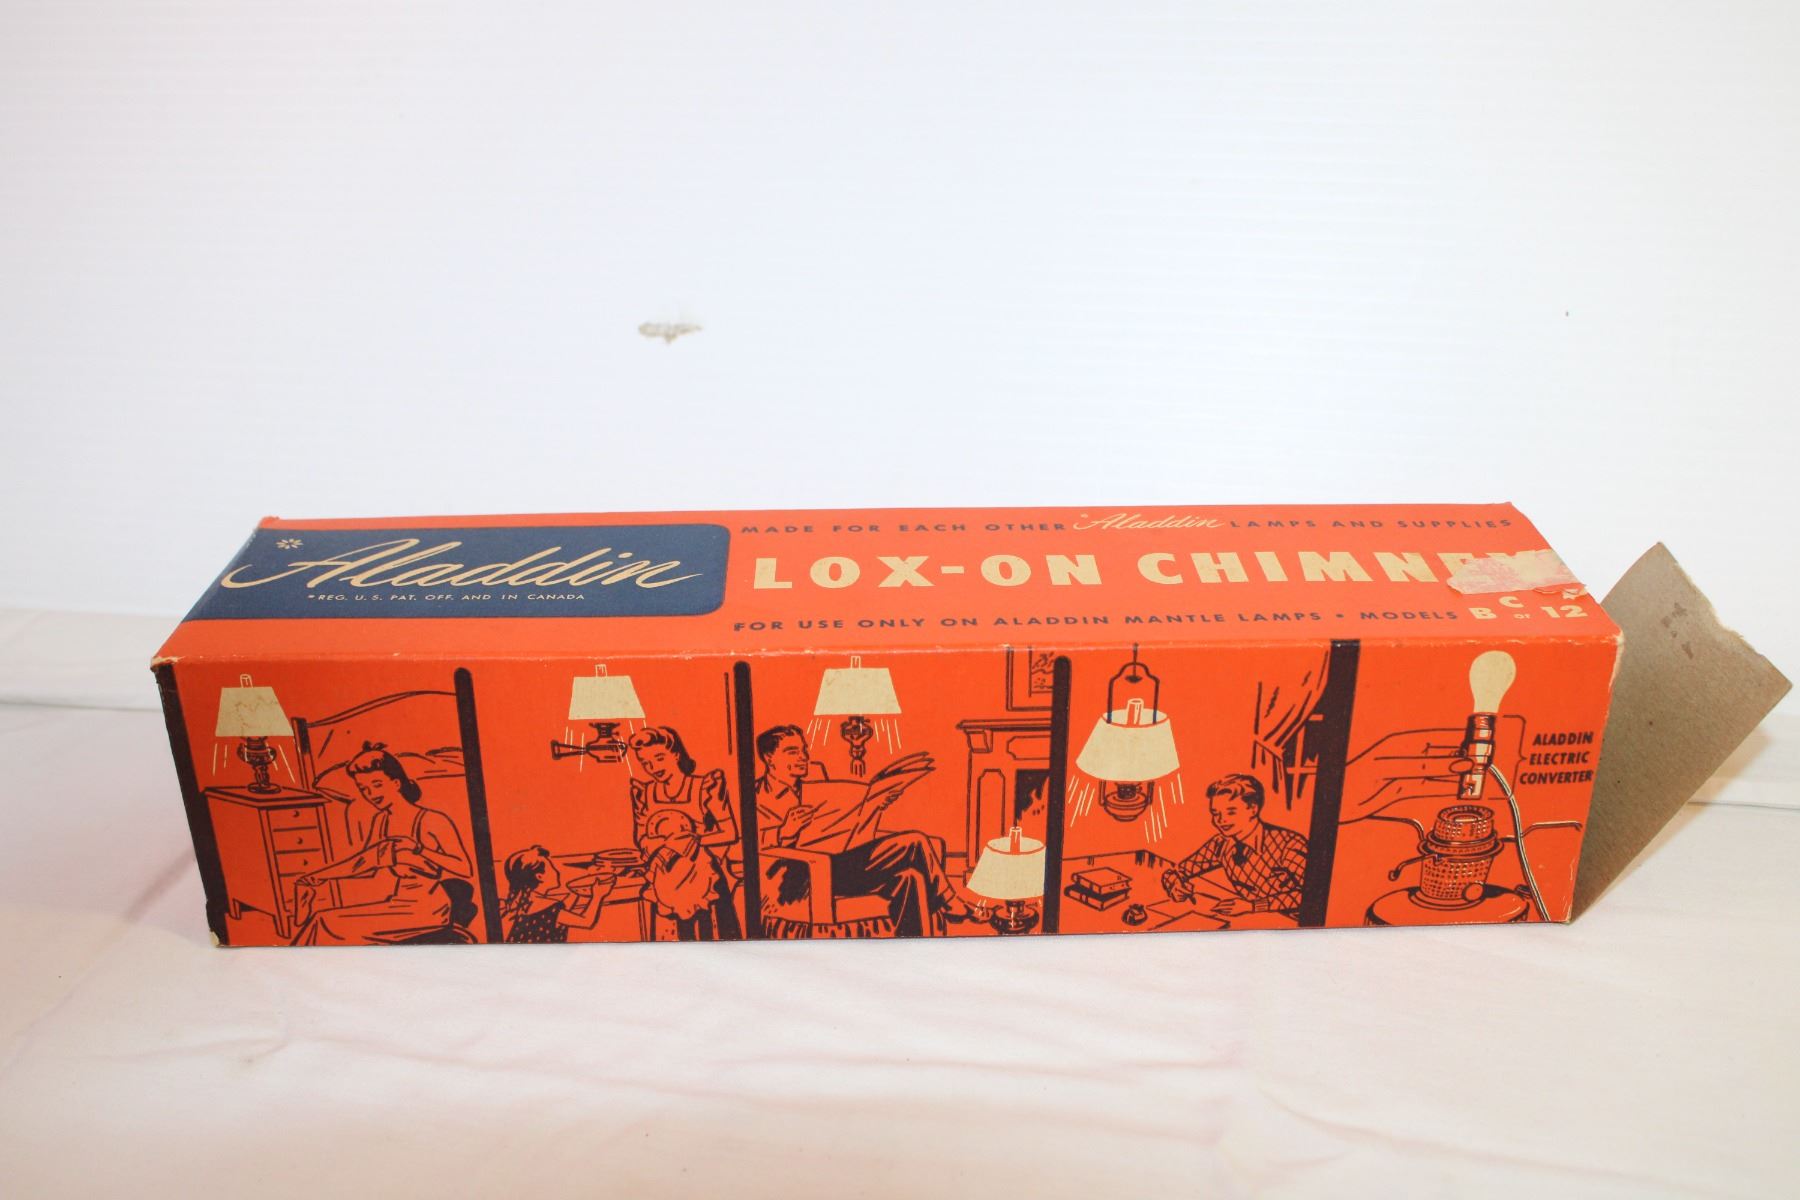 *Aladdin
*REG. U.S. PAT. OFF. AND IN CANADA
MADE FOR EACH OTHER *Aladdin LAMPS AND SUPPLIES
LOX-ON
FOR USE ONLY ON ALADDIN MANTLE LAMPS • MODELS B C or 12
ALADDIN
ELECTRIC
CONVERTER